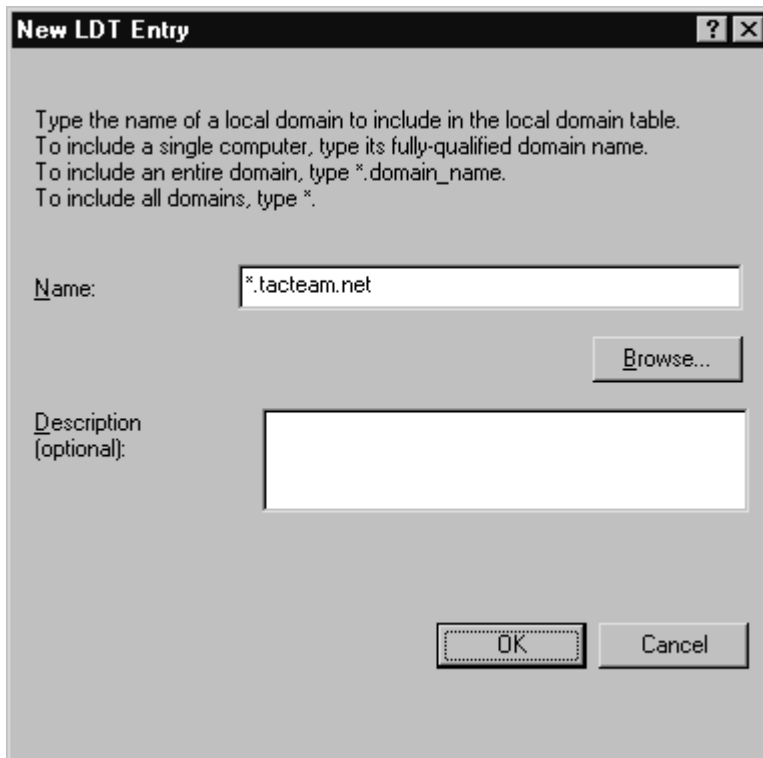 New LDT Entry
Type the name of a local domain to include in the local domain table.
To include a single computer, type its fully-qualified domain name.
To include an entire domain, type *.domain_name.
To include all domains, type *.
Name:
*.tacteam.net
Browse...
Description
(optional):
OK
Cancel